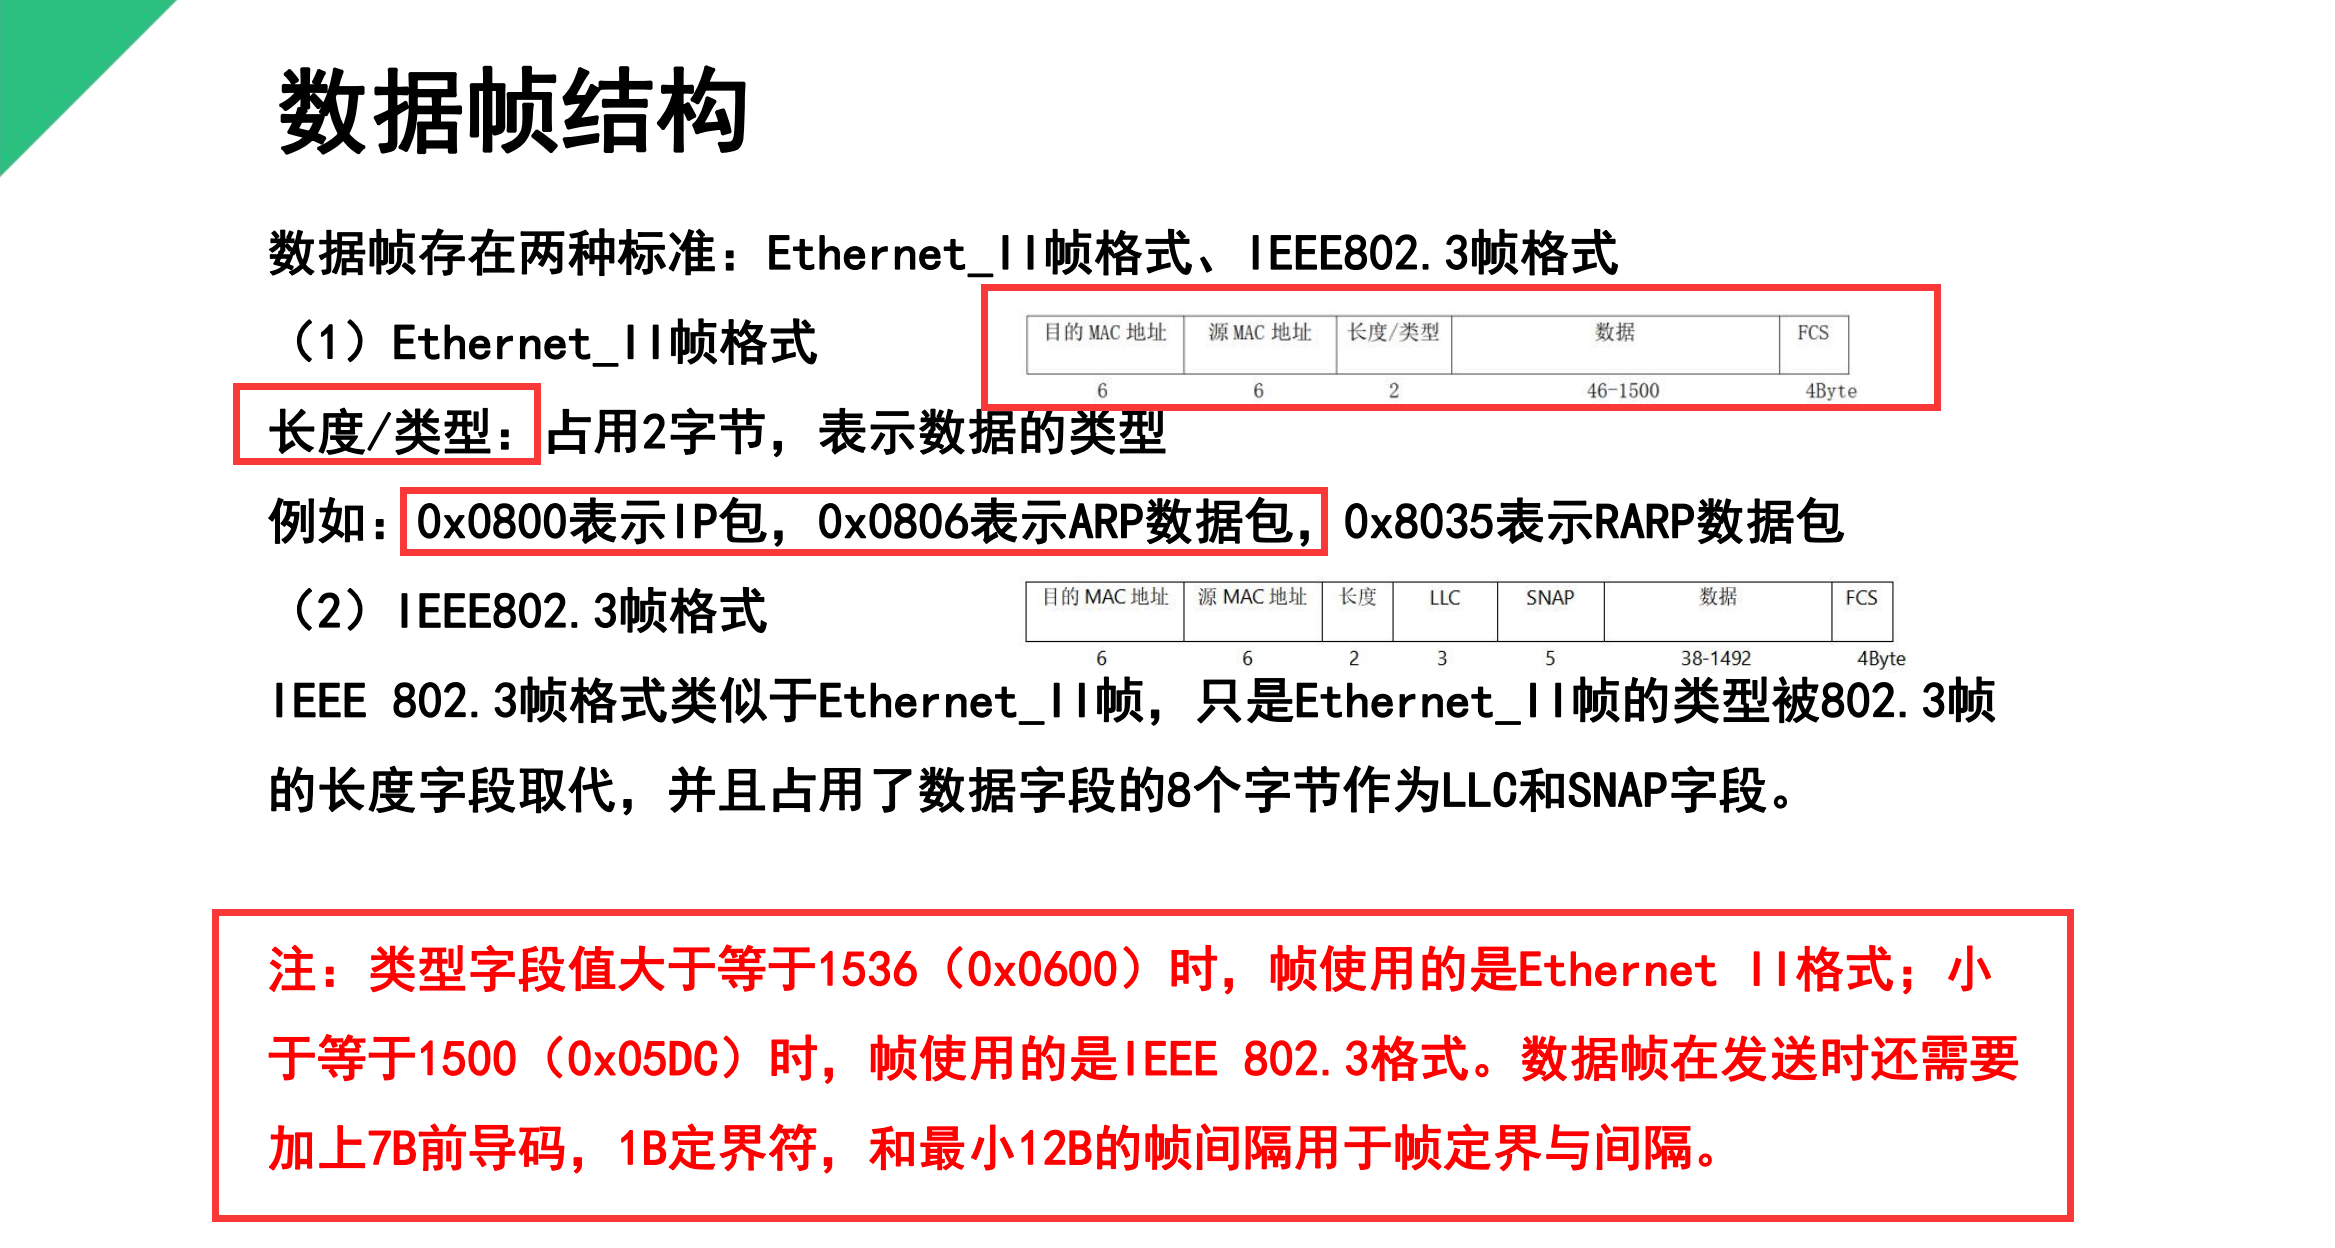 数据帧结构
数据帧存在两种标准：Ethernet_II帧格式、IEEE802.3帧格式
（1）Ethernet_II帧格式
目的 MAC 地址 源 MAC 地址 长度/类型 数据 FCS
6 6 2 46-1500 4Byte
长度/类型：占用2字节，表示数据的类型
例如：0x0800表示IP包，0x0806表示ARP数据包，0x8035表示RARP数据包
（2）IEEE802.3帧格式
目的 MAC 地址 源 MAC 地址 长度 LLC SNAP 数据 FCS
6 6 2 3 5 38-1492 4Byte
IEEE 802.3帧格式类似于Ethernet_II帧，只是Ethernet_II帧的类型被802.3帧
的长度字段取代，并且占用了数据字段的8个字节作为LLC和SNAP字段。
注：类型字段值大于等于1536（0x0600）时，帧使用的是Ethernet II格式；小
于等于1500（0x05DC）时，帧使用的是IEEE 802.3格式。数据帧在发送时还需要
加上7B前导码，1B定界符，和最小12B的帧间隔用于帧定界与间隔。